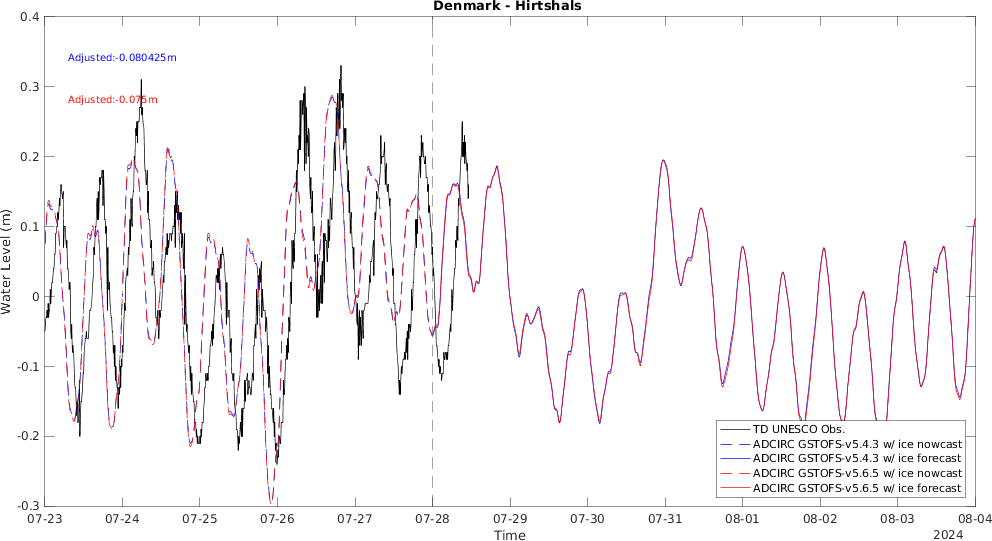 Denmark - Hirtshals
Adjusted:-0.080425m
Adjusted:-0.075m
Water Level (m)
0.4
0.3
0.2
0.1
0
-0.1
-0.2
-0.3
TD UNESCO Obs.
ADCIRC GSTOFS-v5.4.3 w/ ice nowcast
ADCIRC GSTOFS-v5.4.3 w/ ice forecast
ADCIRC GSTOFS-v5.6.5 w/ ice nowcast
ADCIRC GSTOFS-v5.6.5 w/ ice forecast
07-23 07-24 07-25 07-26 07-27 07-28 07-29 07-30 07-31 08-01 08-02 08-03 08-04
Time
2024